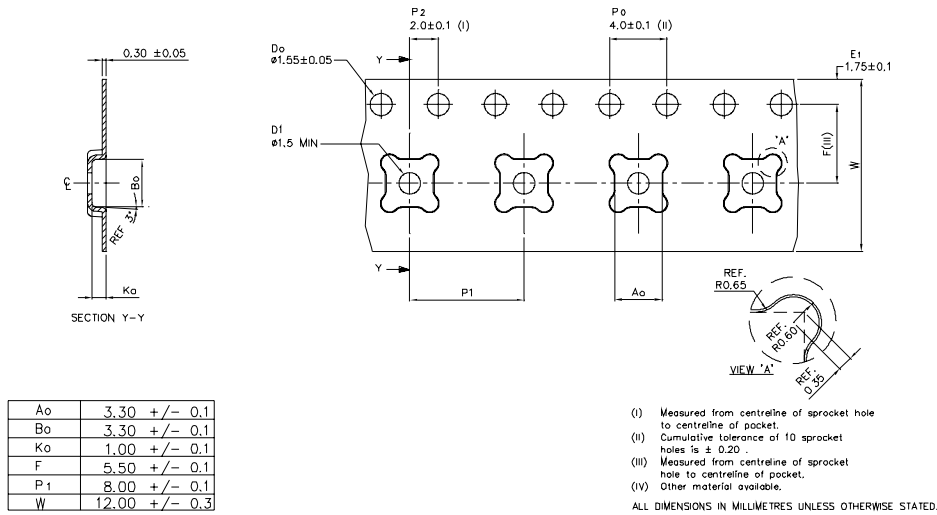 P2
2.0±0.1 (I)
Po
4.0±0.1 (II)
0.30 ±0.05
Do
ø1.55±0.05
Y
E1
1.75±0.1
D1
ø1.5 MIN
"A"
F(III)
W
℄
Bo
REF 3°
Ko
SECTION Y-Y
Y
P1
Ao
REF.
R0.65
REF.
R0.60
REF.
0.35
VIEW "A"
Ao 3.30 +/- 0.1
Bo 3.30 +/- 0.1
Ko 1.00 +/- 0.1
F 5.50 +/- 0.1
P1 8.00 +/- 0.1
W 12.00 +/- 0.3
(I) Measured from centreline of sprocket hole
to centreline of pocket.
(II) Cumulative tolerance of 10 sprocket
holes is ± 0.20 .
(III) Measured from centreline of sprocket
hole to centreline of pocket.
(IV) Other material available.
ALL DIMENSIONS IN MILLIMETRES UNLESS OTHERWISE STATED.